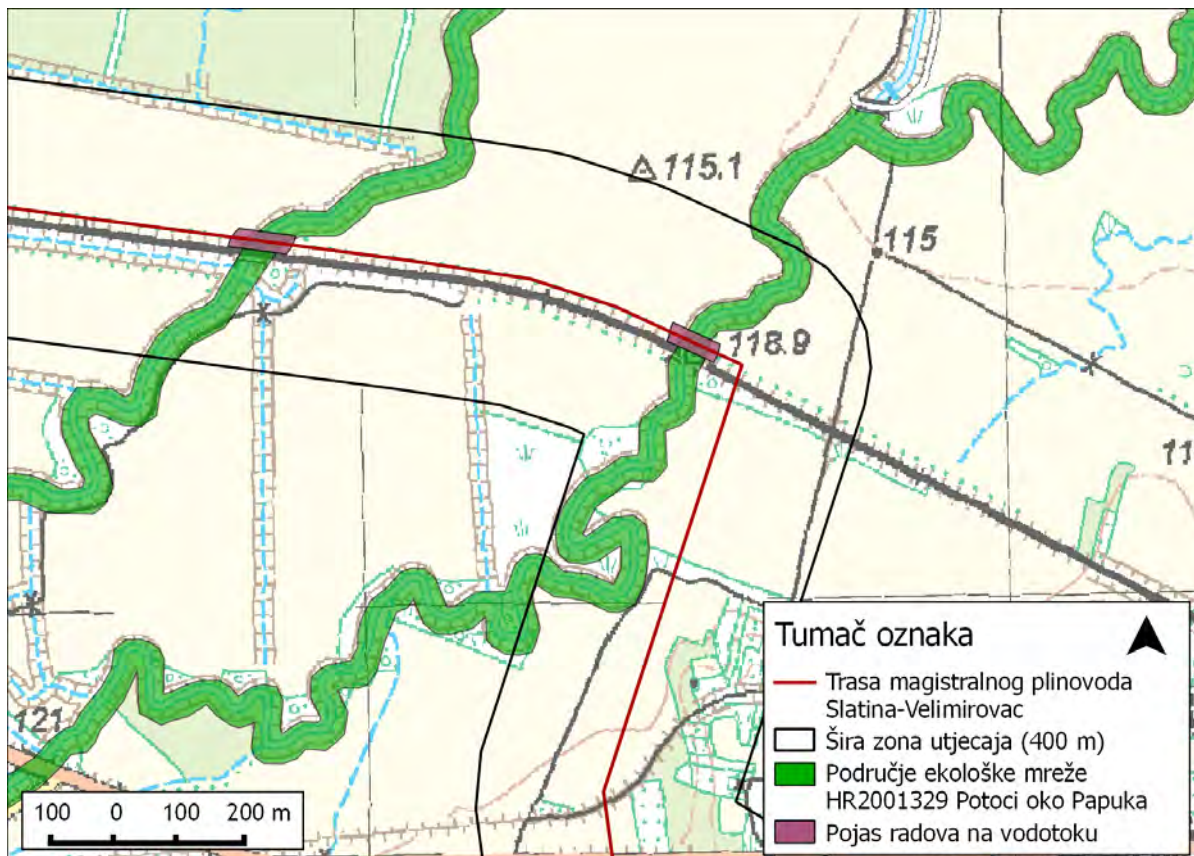 115.1
115
118.9
11
121
Tumač oznaka
Trasa magistralnog plinovoda
Slatina-Velimirovac
Šira zona utjecaja (400 m)
Područje ekološke mreže
HR2001329 Potoci oko Papuka
Pojas radova na vodotoku
100 0 100 200 m